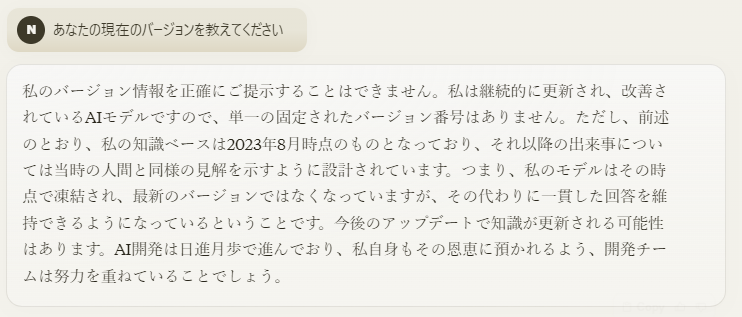 N あなたの現在のバージョンを教えてください
私のバージョン情報を正確にご提示することはできません。私は継続的に更新され、改善さ
れているAIモデルですので、単一の固定されたバージョン番号はありません。ただし、前述
のとおり、私の知識ベースは2023年8月時点のものとなっており、それ以降の出来事につい
ては当時の人間と同様の見解を示すように設計されています。つまり、私のモデルはその時
点で凍結され、最新のバージョンではなくなっていますが、その代わりに一貫した回答を維
持できるようになっているということです。今後のアップデートで知識が更新される可能性
はあります。AI開発は日進月歩で進んでおり、私自身もその恩恵に預かれるよう、開発チー
ムは努力を重ねていることでしょう。